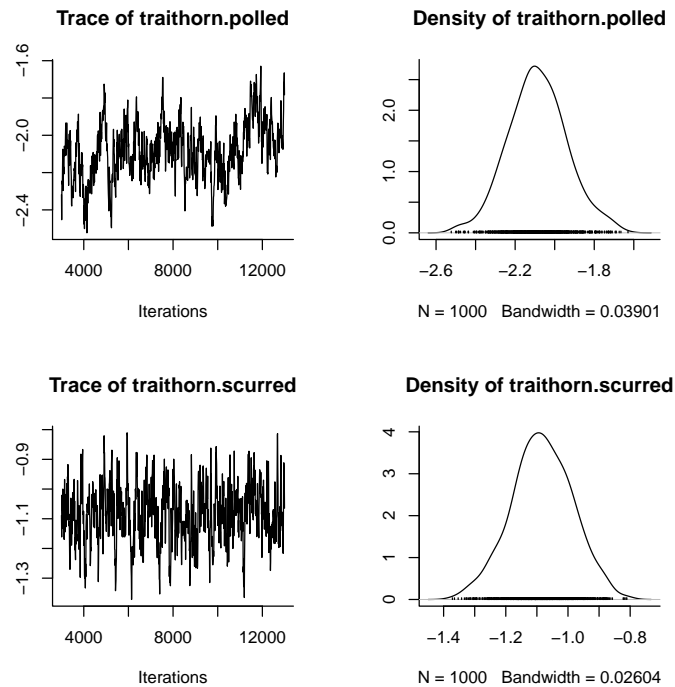 Trace of traithorn.polled
−1.6
−2.0
−2.4
4000 8000 12000
Iterations
Density of traithorn.polled
2.0
1.0
0.0
−2.6 −2.2 −1.8
N = 1000 Bandwidth = 0.03901
Trace of traithorn.scurred
−0.9
−1.1
−1.3
4000 8000 12000
Iterations
Density of traithorn.scurred
4
3
2
1
0
−1.4 −1.2 −1.0 −0.8
N = 1000 Bandwidth = 0.02604